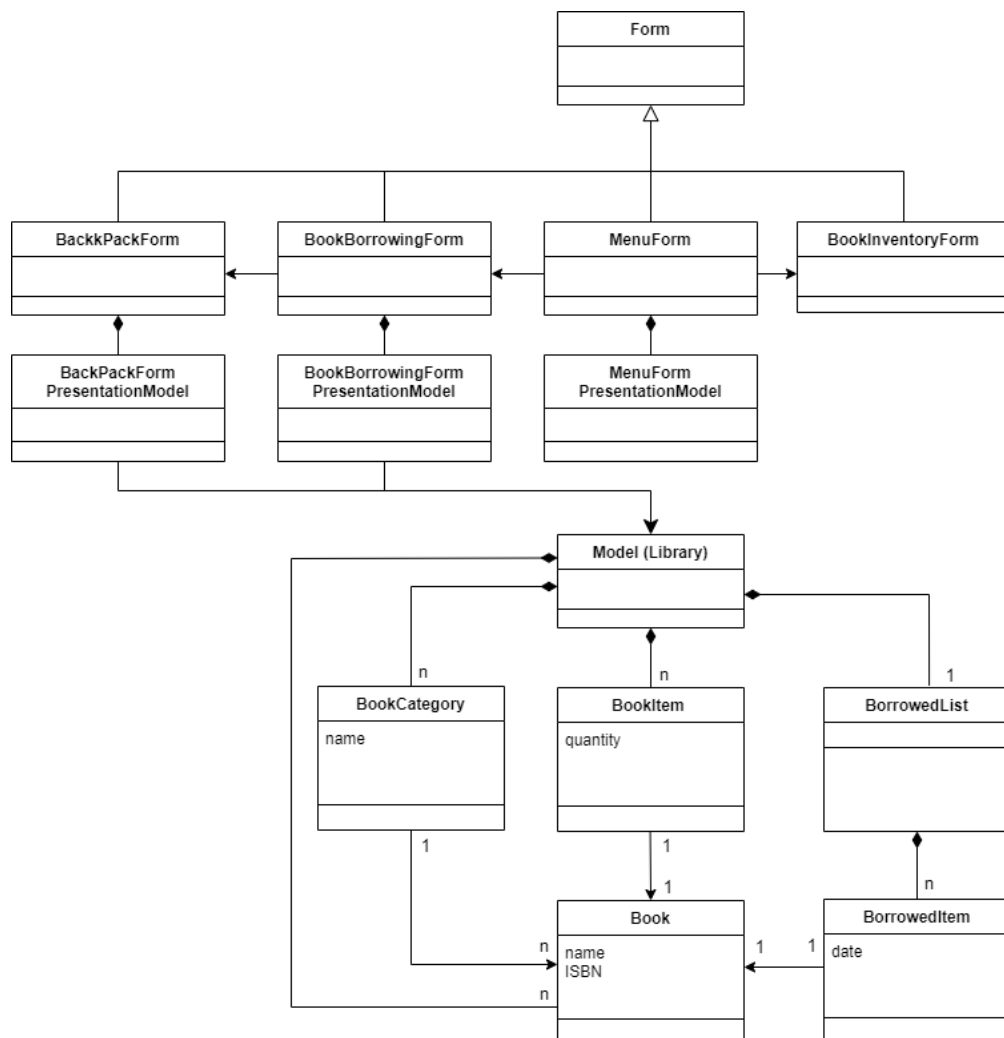 Form
BackkPackForm
BookBorrowingForm
MenuForm
BookInventoryForm
BackPackForm
PresentationModel
BookBorrowingForm
PresentationModel
MenuForm
PresentationModel
Model (Library)
n
n
1
BookCategory
name
BookItem
quantity
BorrowedList
1
1
1
n
Book
name
ISBN
n
n
1
1
BorrowedItem
date